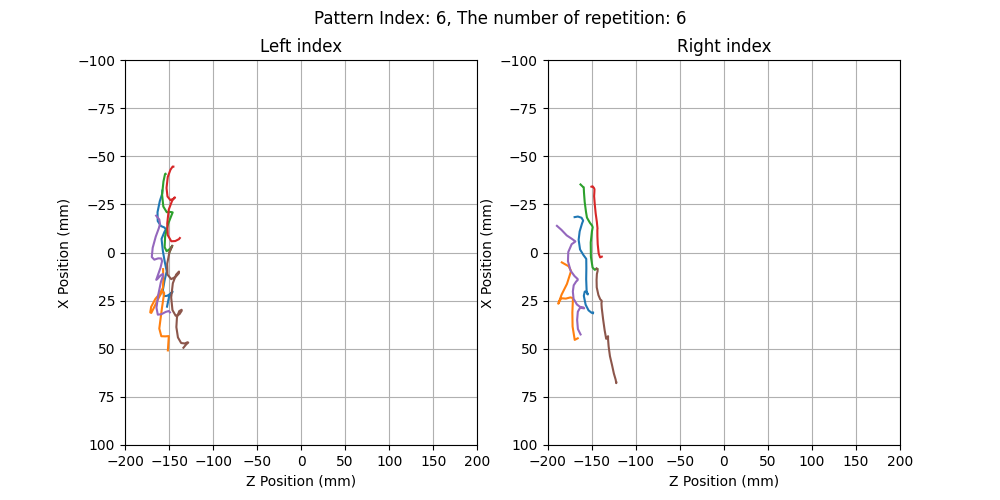 Pattern Index: 6, The number of repetition: 6
Left index
Right index
−100
−75
−50
−25
0
25
50
75
100
X Position (mm)
−200 −150 −100 −50 0 50 100 150 200
Z Position (mm)
−100
−75
−50
−25
0
25
50
75
100
X Position (mm)
−200 −150 −100 −50 0 50 100 150 200
Z Position (mm)